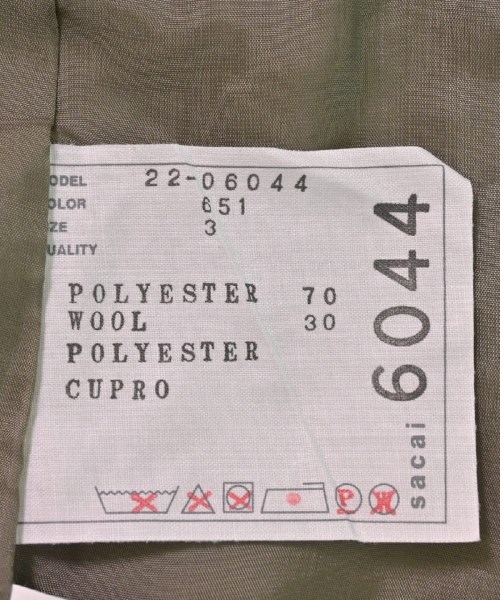 ODEL 22-06044
OLOR 651
ZE 3
UALITY
POLYESTER 70
WOOL 30
POLYESTER
CUPRO
P
W
sacai 6044